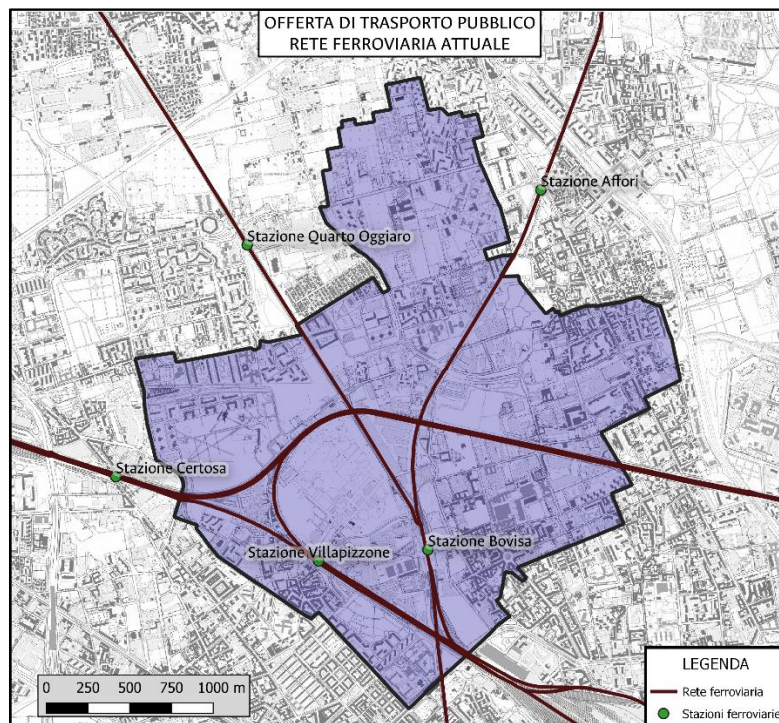 OFFERTA DI TRASPORTO PUBBLICO
RETE FERROVIARIA ATTUALE
Stazione Affori
Stazione Quarto Oggiaro
Stazione Certosa
Stazione Villapizzone
Stazione Bovisa
0 250 500 750 1000 m
LEGENDA
Rete ferroviaria
Stazioni ferroviarie